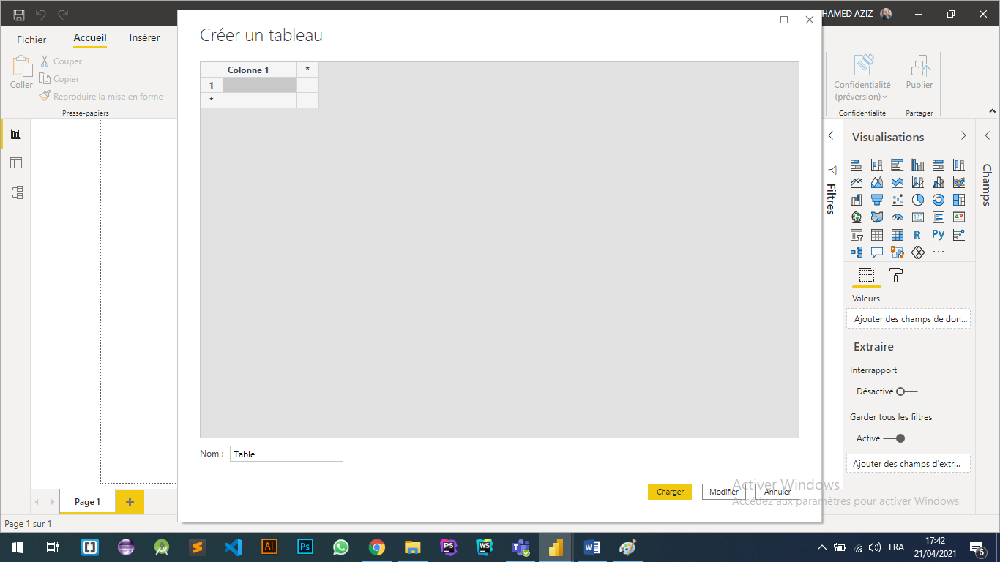 HAMED AZIZ
Fichier
Accueil
Insérer
Coller
Couper
Copier
Reproduire la mise en forme
Presse-papiers
Créer un tableau
Colonne 1
*
1
*
Nom :
Table
Charger
Modifier
Annuler
Confidentialité
(préversion)
Confidentialité
Publier
Partager
Filtres
Visualisations
123
R
Py
...
Valeurs
Ajouter des champs de don...
Extraire
Interrapport
Désactivé
Garder tous les filtres
Activé
Ajouter des champs d'extr...
Champs
Activer Windows
Accédez aux paramètres pour activer Windows.
Page 1
+
Page 1 sur 1
Ai
Ps
PS
WS
FRA
17:42
21/04/2021
6